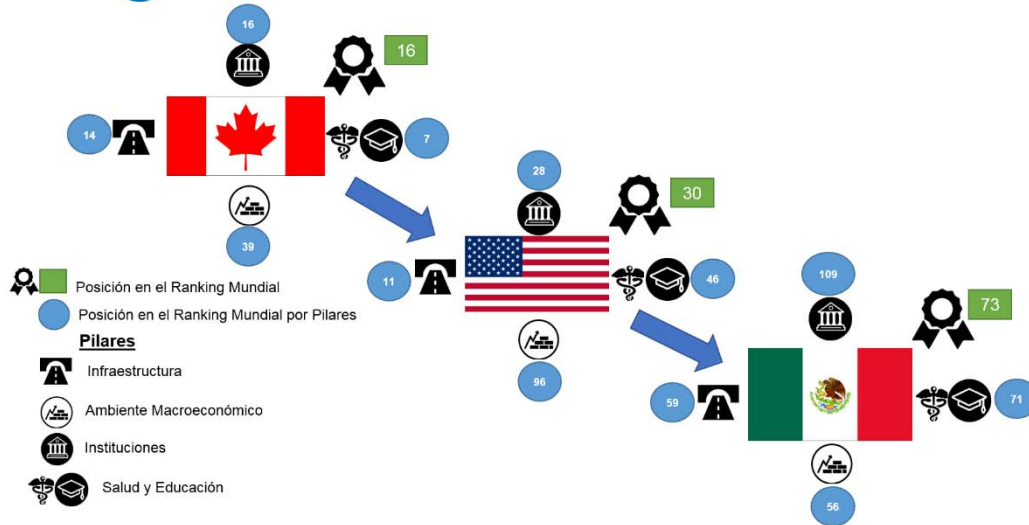 16
16
14
7
39
28
30
11
46
96
109
73
59
71
56
Posición en el Ranking Mundial
Posición en el Ranking Mundial por Pilares
Pilares
Infraestructura
Ambiente Macroeconómico
Instituciones
Salud y Educación